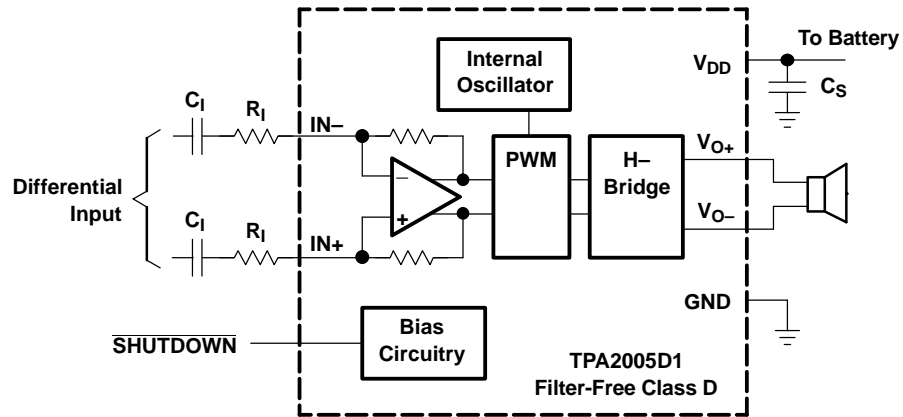 Internal
Oscillator
To Battery
VDD
CS
CI
RI
IN–
VO+
PWM
H–
Bridge
Differential
Input
–
+
CI
RI
IN+
VO–
GND
SHUTDOWN
Bias
Circuitry
TPA2005D1
Filter-Free Class D